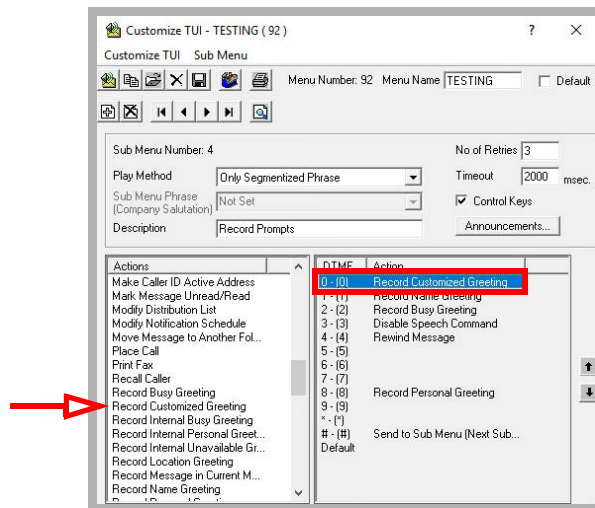 Customize TUI - TESTING ( 92 )
? ×
Customize TUI Sub Menu
Menu Number: 92 Menu Name TESTING Default
Sub Menu Number: 4
No of Retries 3
Play Method Only Segmentized Phrase
Timeout 2000 msec.
Sub Menu Phrase
(Company Salutation) Not Set
Control Keys
Description Record Prompts
Announcements...
Actions
Make Caller ID Active Address
Mark Message Unread/Read
Modify Distribution List
Modify Notification Schedule
Move Message to Another Fol...
Place Call
Print Fax
Recall Caller
Record Busy Greeting
Record Customized Greeting
Record Internal Busy Greeting
Record Internal Personal Greet...
Record Internal Unavailable Gr...
Record Location Greeting
Record Message in Current M...
Record Name Greeting
DTMF Action
0 - (0) Record Customized Greeting
1 - (1) Record Name Greeting
2 - (2) Record Busy Greeting
3 - (3) Disable Speech Command
4 - (4) Rewind Message
5 - (5)
6 - (6)
7 - (7)
8 - (8) Record Personal Greeting
9 - (9)
* - (*)
# - (#) Send to Sub Menu (Next Sub...
Default